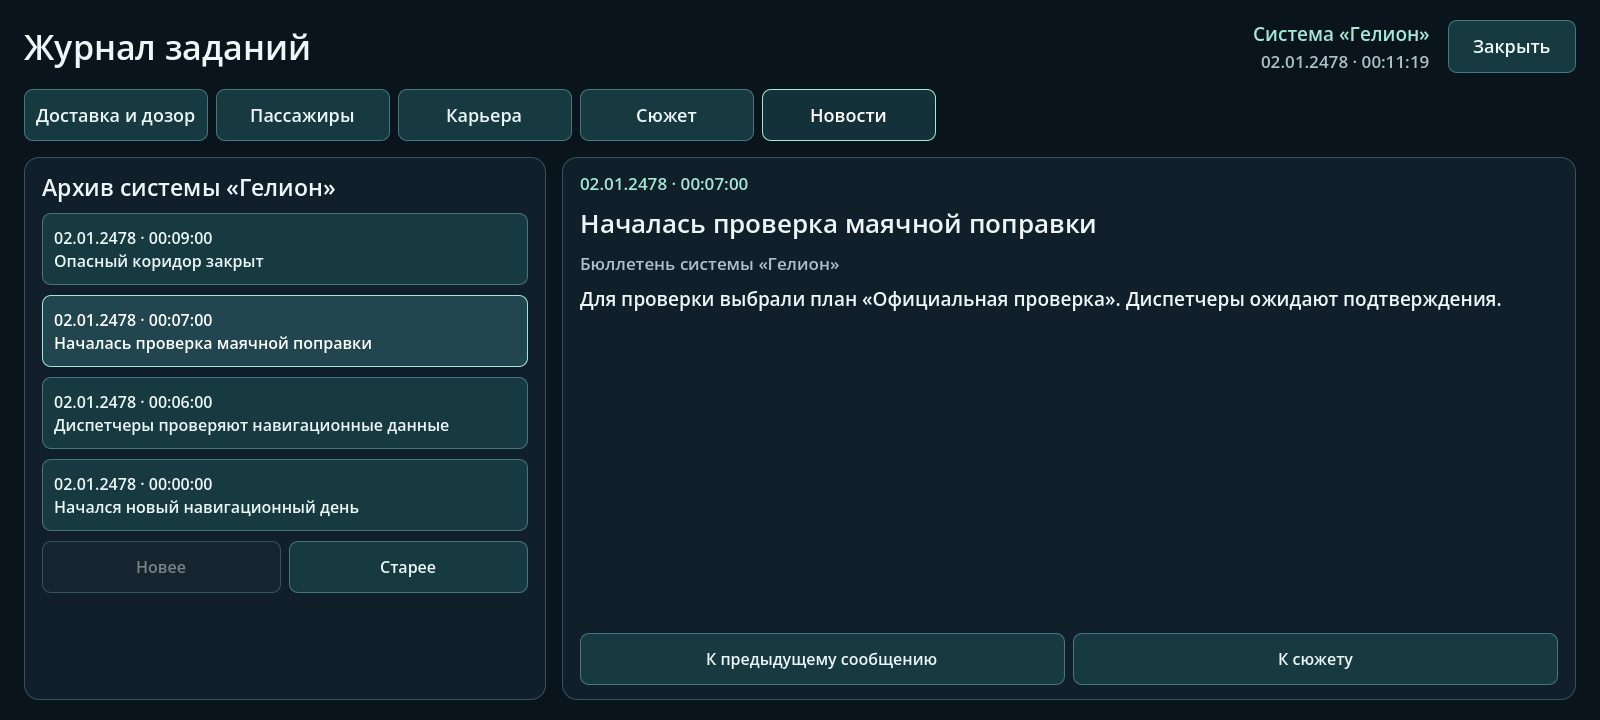 Журнал заданий
Система «Гелион»
02.01.2478 · 00:11:19
Закрыть
Доставка и дозор
Пассажиры
Карьера
Сюжет
Новости
Архив системы «Гелион»
02.01.2478 · 00:09:00
Опасный коридор закрыт
02.01.2478 · 00:07:00
Началась проверка маячной поправки
02.01.2478 · 00:06:00
Диспетчеры проверяют навигационные данные
02.01.2478 · 00:00:00
Начался новый навигационный день
Новее
Старее
02.01.2478 · 00:07:00
Началась проверка маячной поправки
Бюллетень системы «Гелион»
Для проверки выбрали план «Официальная проверка». Диспетчеры ожидают подтверждения.
К предыдущему сообщению
К сюжету